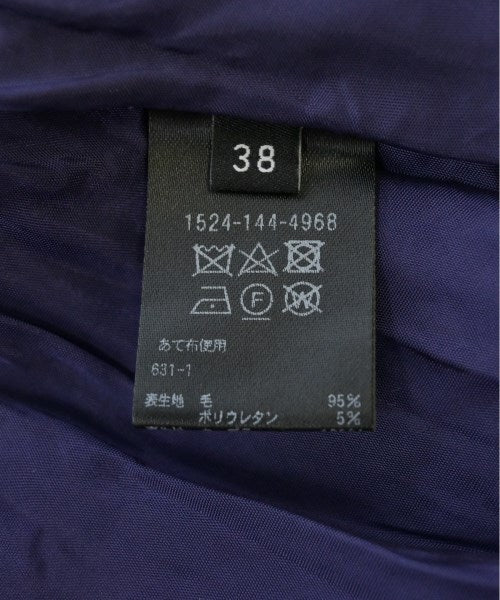 38
1524-144-4968
F W
あて布使用
631-1
表生地 毛 95%
ポリウレタン 5%